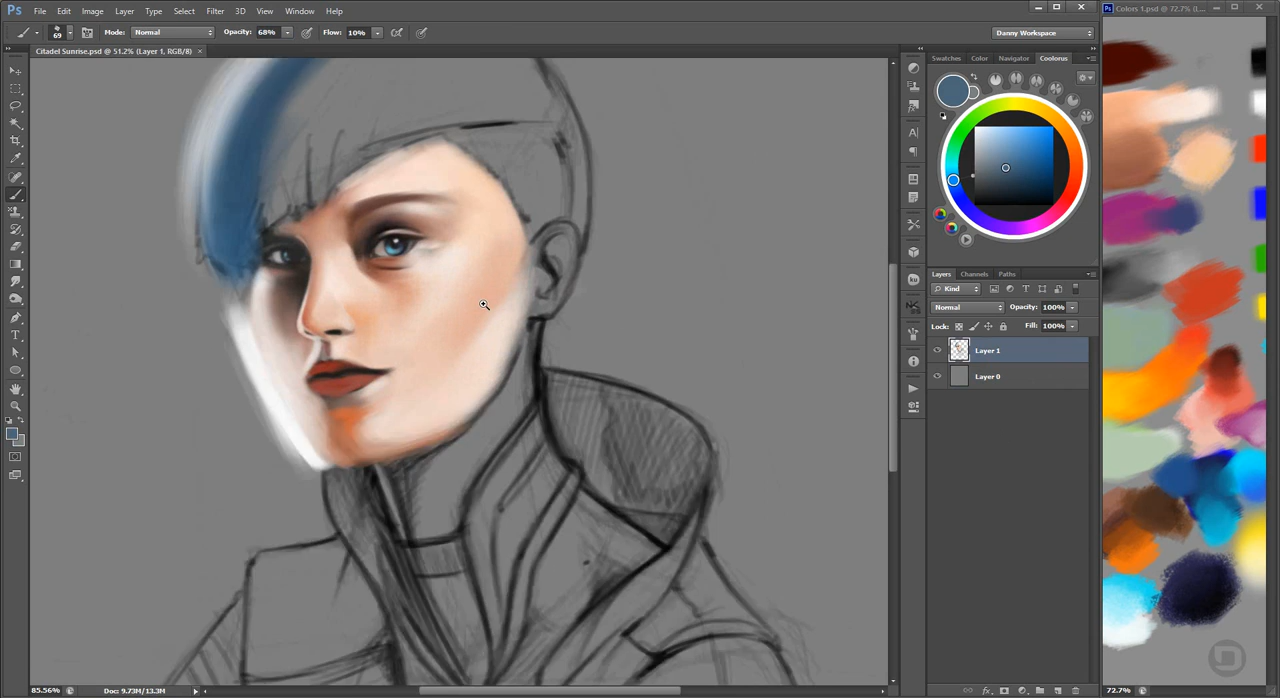 Ps File Edit Image Layer Type Select Filter 3D View Window Help
Ps Colors 1.psd @ 72.7% (L...
69 Mode: Normal Opacity: 68% Flow: 10% Danny Workspace
Citadel Sunrise.psd @ 51.2% (Layer 1, RGB/8) ×
Swatches Color Navigator Coolorus
Layers Channels Paths
Kind
Normal Opacity: 100%
Lock: Fill: 100%
Layer 1
Layer 0
85.56% Doc: 9.73M/13.3M
72.7%